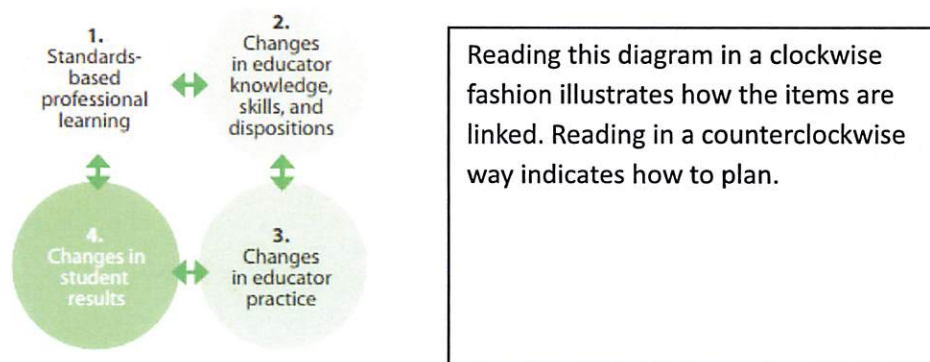 1.
Standards-
based
professional
learning
2.
Changes
in educator
knowledge,
skills, and
dispositions
4.
Changes in
student
results
3.
Changes
in educator
practice
Reading this diagram in a clockwise
fashion illustrates how the items are
linked. Reading in a counterclockwise
way indicates how to plan.